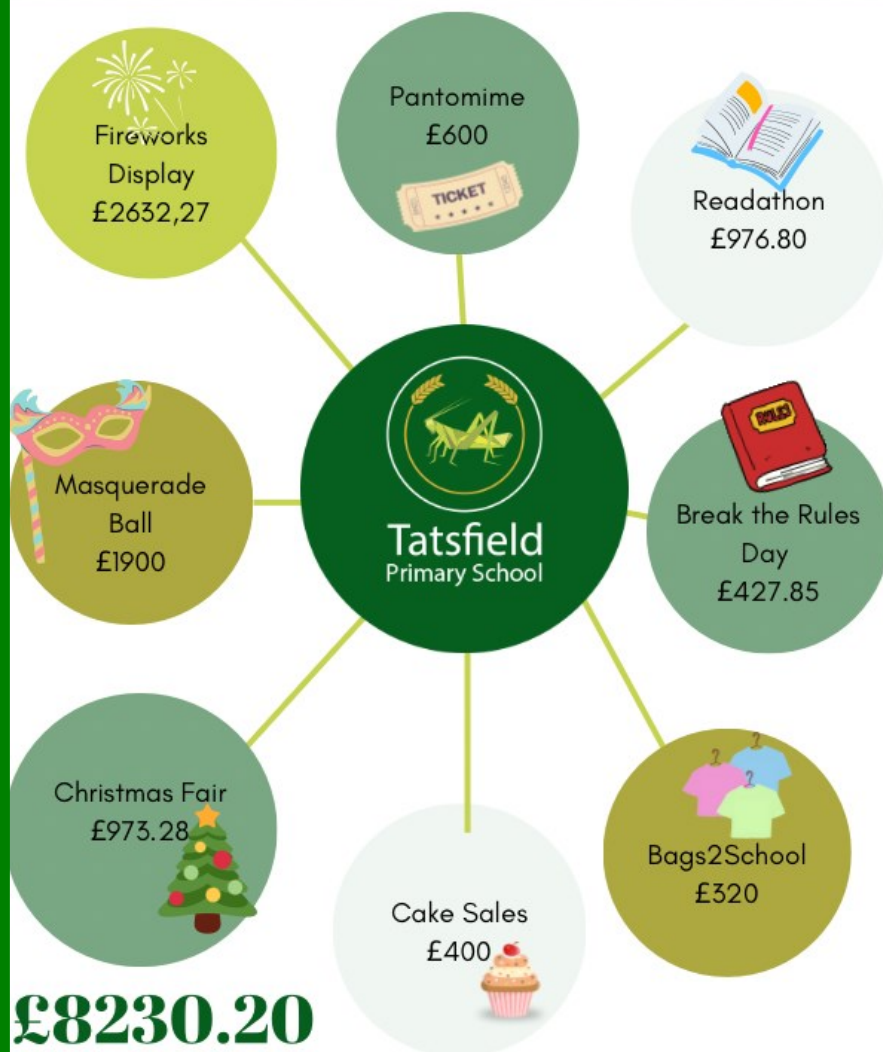 Fireworks
Display
£2632,27
Pantomime
£600
TICKET
Readathon
£976.80
Masquerade
Ball
£1900
Tatsfield
Primary School
RULES
Break the Rules
Day
£427.85
Christmas Fair
£973.28
Cake Sales
£400
Bags2School
£320
£8230.20